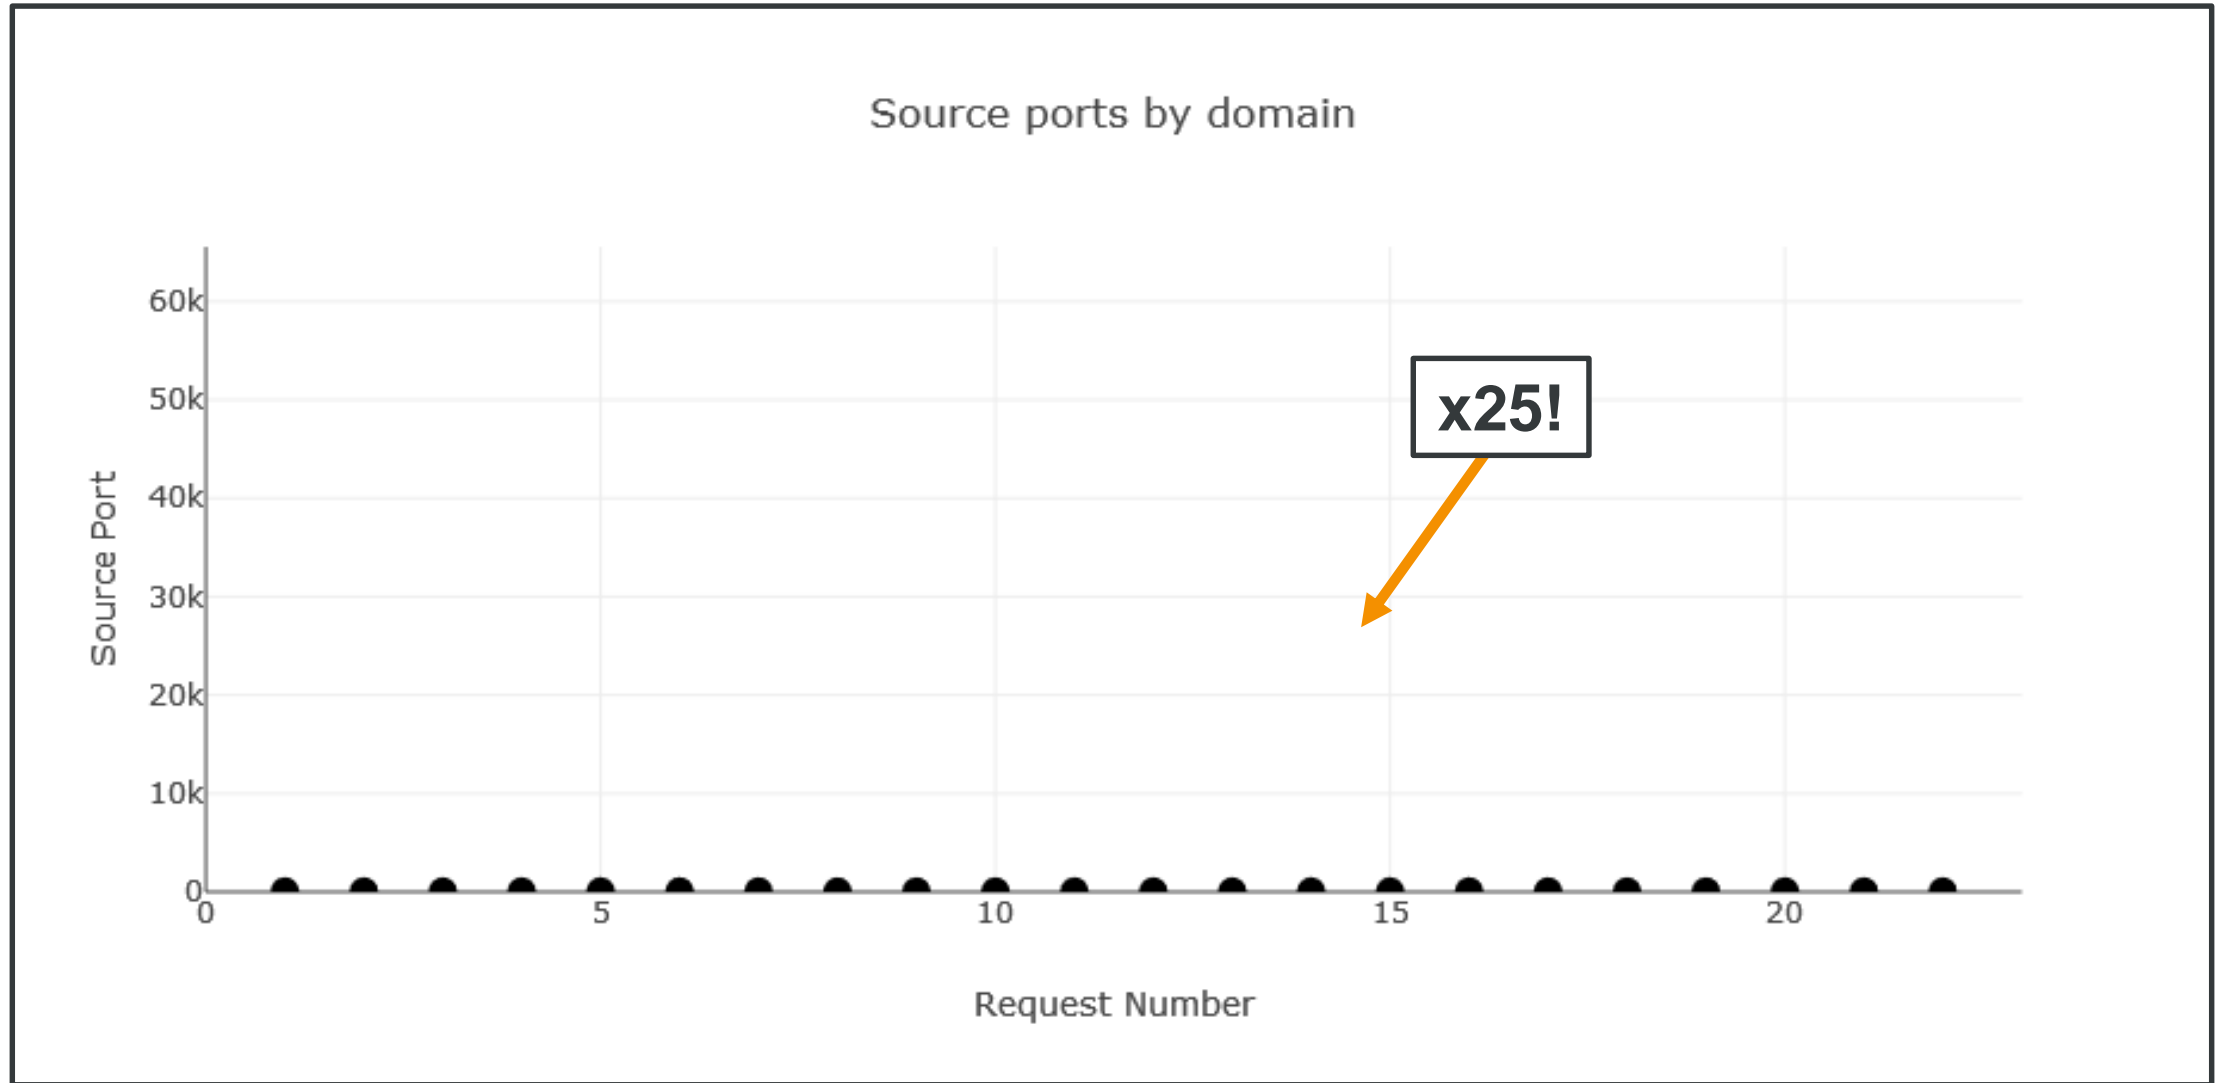 Source ports by domain
60k
50k
x25!
40k
Source Port
30k
20k
10k
0
0 5 10 15 20
Request Number